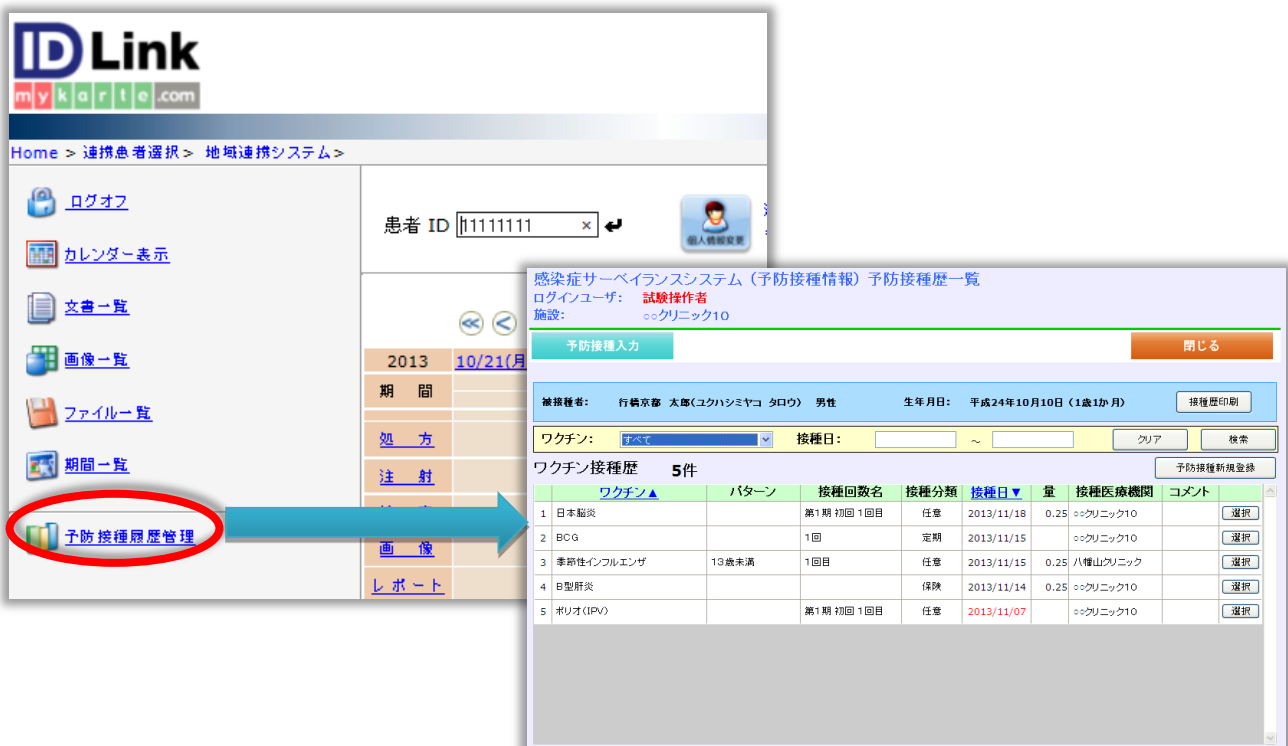 ID Link
mykarte.com
Home > 連携患者選択> 地域連携システム>
ログオフ
カレンダー表示
文書一覧
画像一覧
ファイル一覧
期間一覧
予防接種履歴管理
患者 ID 11111111 ×
個人情報変更
2013 10/21(月
期 間
処 方
注 射
画 像
レポート
感染症サーベイランスシステム（予防接種情報）予防接種歴一覧
ログインユーザ: 試験操作者
施設: ○○クリニック10
予防接種入力 閉じる
被接種者: 行橋京都 太郎(ユクハシミヤコ タロウ) 男性 生年月日: 平成24年10月10日 (1歳1か月) 接種歴印刷
ワクチン: すべて 接種日: ～ クリア 検索
ワクチン接種歴 5件 予防接種新規登録
ワクチン▲ パターン 接種回数名 接種分類 接種日▼ 量 接種医療機関 コメント
1 日本脳炎 第1期 初回 1回目 任意 2013/11/18 0.25 ○○クリニック10 選択
2 BCG 1回 定期 2013/11/15 ○○クリニック10 選択
3 季節性インフルエンザ 13歳未満 1回目 任意 2013/11/15 0.25 八幡山クリニック 選択
4 B型肝炎 保険 2013/11/14 0.25 ○○クリニック10 選択
5 ポリオ(IPV) 第1期 初回 1回目 任意 2013/11/07 ○○クリニック10 選択